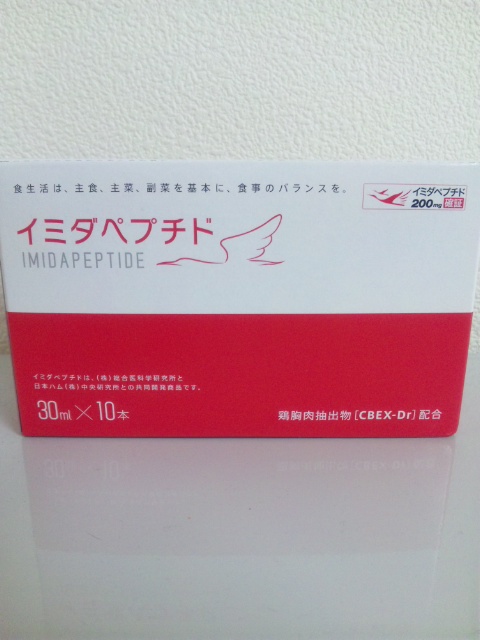 食生活は、主食、主菜、副菜を基本に、食事のバランスを。
イミダペプチド
200mg 確証
イミダペプチド
IMIDAPEPTIDE
イミダペプチドは、(株)総合医科学研究所と
日本ハム(株)中央研究所との共同開発商品です。
30ml×10本
鶏胸肉抽出物[CBEX-Dr]配合